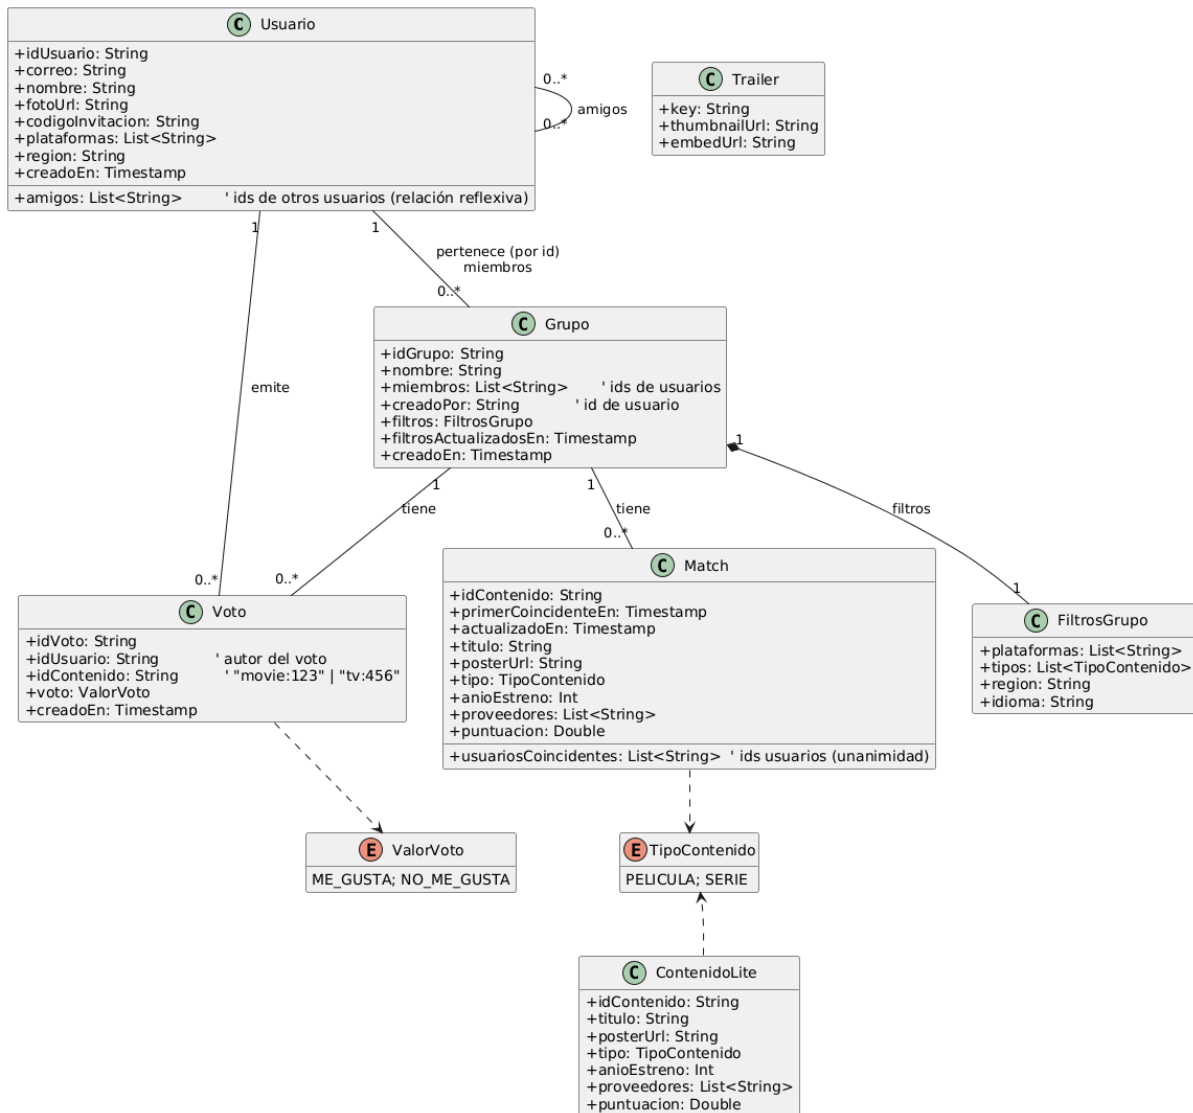 C Usuario
+idUsuario: String
+correo: String
+nombre: String
+fotoUrl: String
+codigoInvitacion: String
+plataformas: List<String>
+region: String
+creadoEn: Timestamp
+amigos: List<String> ' ids de otros usuarios (relación reflexiva)
0..*
amigos
0..*
C Trailer
+key: String
+thumbnailUrl: String
+embedUrl: String
1
1
pertenece (por id)
miembros
0..*
emite
0..*
C Grupo
+idGrupo: String
+nombre: String
+miembros: List<String> ' ids de usuarios
+creadoPor: String ' id de usuario
+filtros: FiltrosGrupo
+filtrosActualizadosEn: Timestamp
+creadoEn: Timestamp
1
tiene
0..*
1
tiene
0..*
1
filtros
1
C Voto
+idVoto: String
+idUsuario: String ' autor del voto
+idContenido: String ' "movie:123" | "tv:456"
+voto: ValorVoto
+creadoEn: Timestamp
C Match
+idContenido: String
+primerCoincidenteEn: Timestamp
+actualizadoEn: Timestamp
+titulo: String
+posterUrl: String
+tipo: TipoContenido
+anioEstreno: Int
+proveedores: List<String>
+puntuacion: Double
+usuariosCoincidentes: List<String> ' ids usuarios (unanimidad)
C FiltrosGrupo
+plataformas: List<String>
+tipos: List<TipoContenido>
+region: String
+idioma: String
E ValorVoto
ME_GUSTA; NO_ME_GUSTA
E TipoContenido
PELICULA; SERIE
C ContenidoLite
+idContenido: String
+titulo: String
+posterUrl: String
+tipo: TipoContenido
+anioEstreno: Int
+proveedores: List<String>
+puntuacion: Double